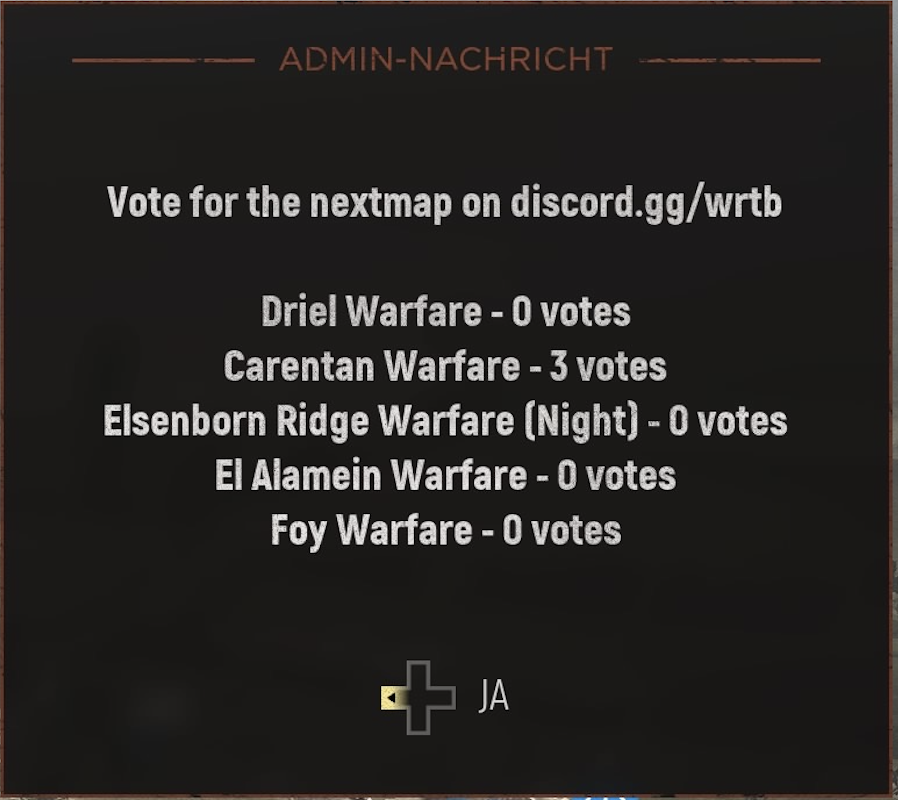 ADMIN-NACHRICHT
Vote for the nextmap on discord.gg/wrtb
Driel Warfare - 0 votes
Carentan Warfare - 3 votes
Elsenborn Ridge Warfare (Night) - 0 votes
El Alamein Warfare - 0 votes
Foy Warfare - 0 votes
JA